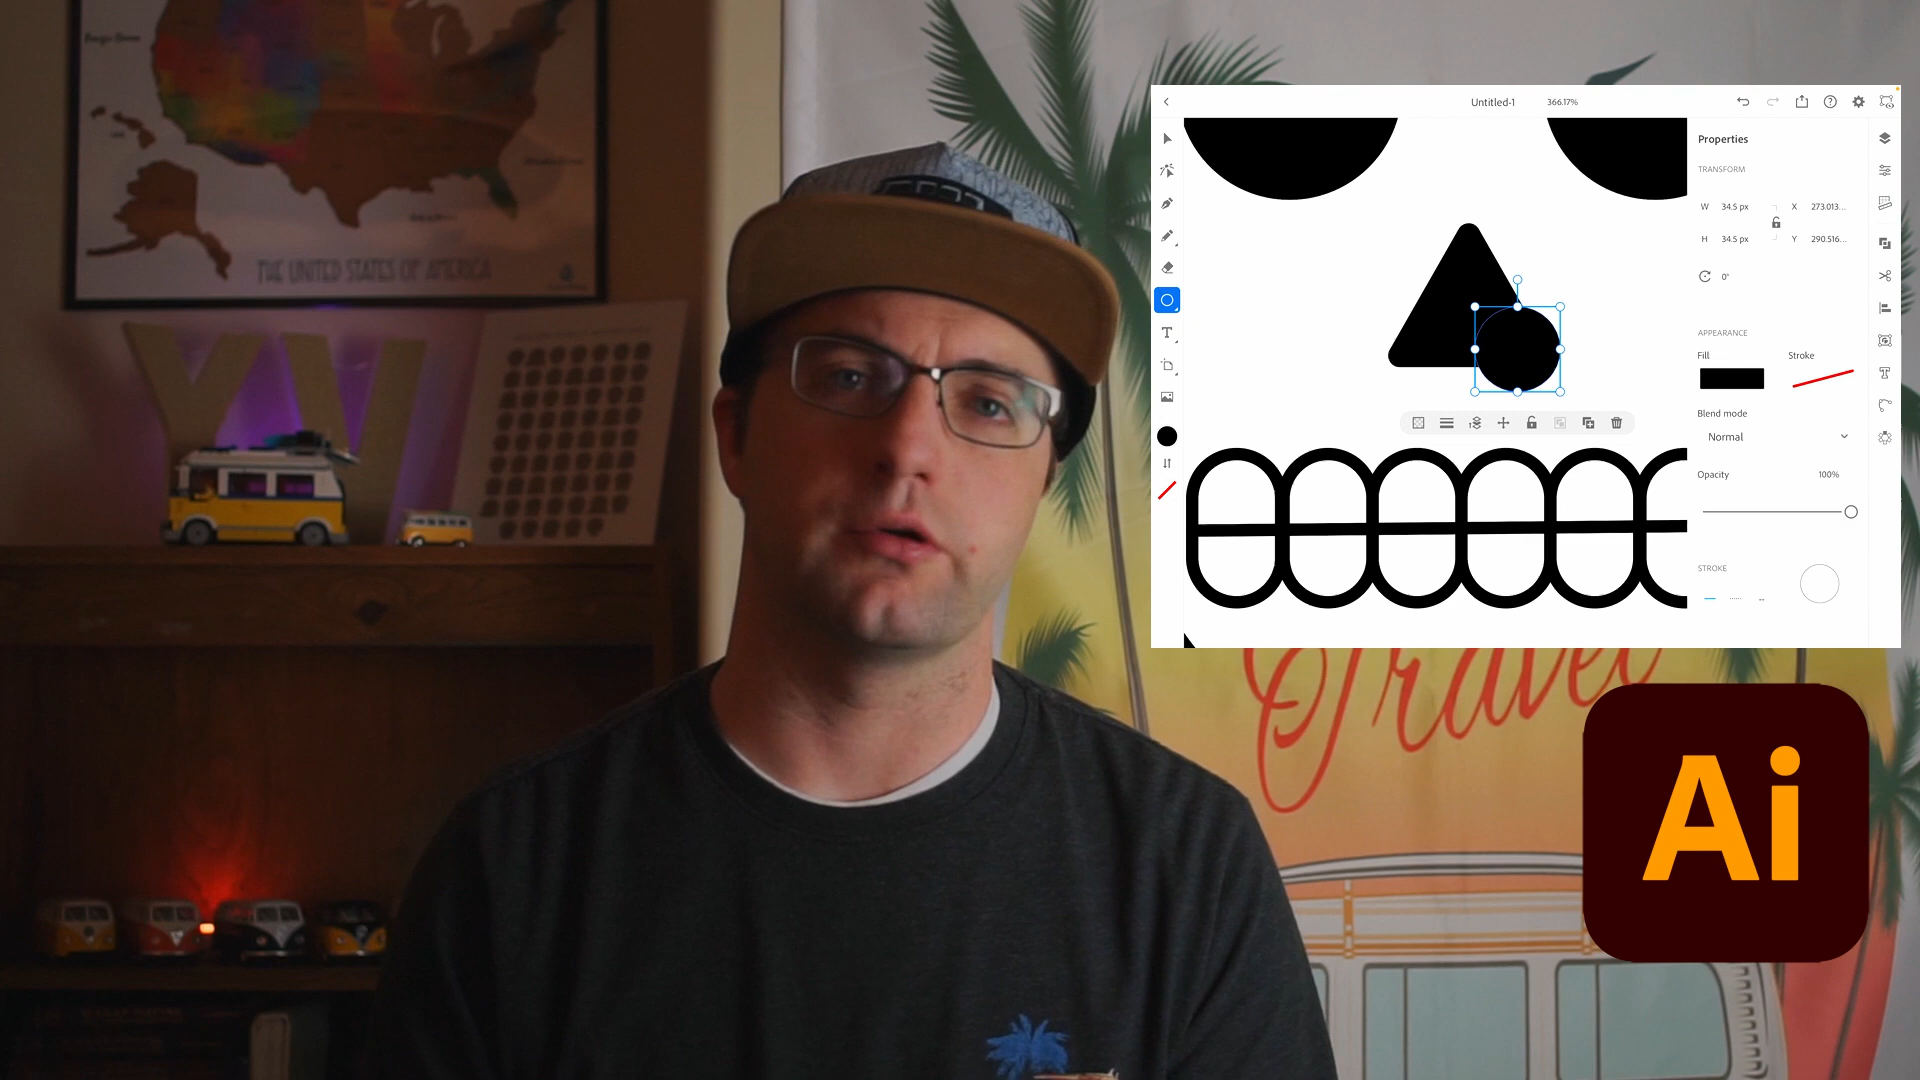 THE UNITED STATES OF AMERICA
YV
Untitled-1 366.17%
Properties
TRANSFORM
W 34.5 px X 273.013...
H 34.5 px Y 290.516...
0°
APPEARANCE
Fill Stroke
Blend mode
Normal
Opacity 100%
STROKE
T
Travel
Ai